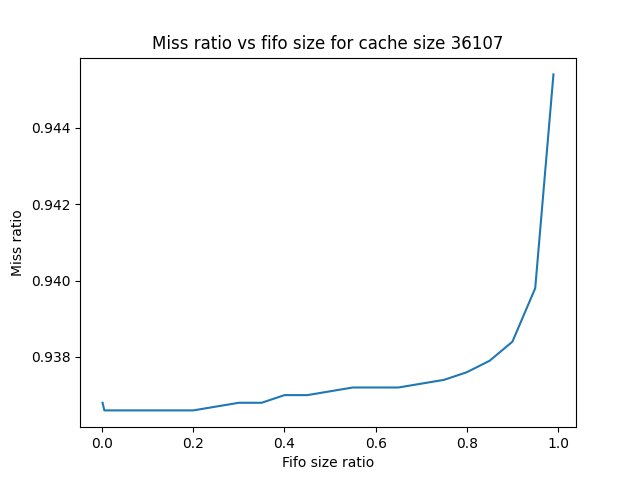 Miss ratio vs fifo size for cache size 36107
0.944
0.942
0.940
0.938
Miss ratio
0.0 0.2 0.4 0.6 0.8 1.0
Fifo size ratio